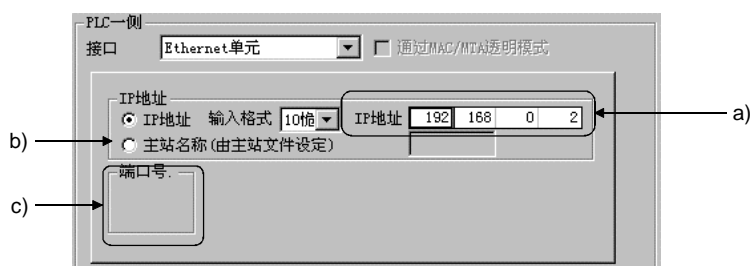 PLC一侧
接口 Ethernet单元 通过MAC/MTA透明模式
IP地址
IP地址 输入格式 10桅 IP地址 192 168 0 2 a)
b) 主站名称(由主站文件设定)
端口号.
c)